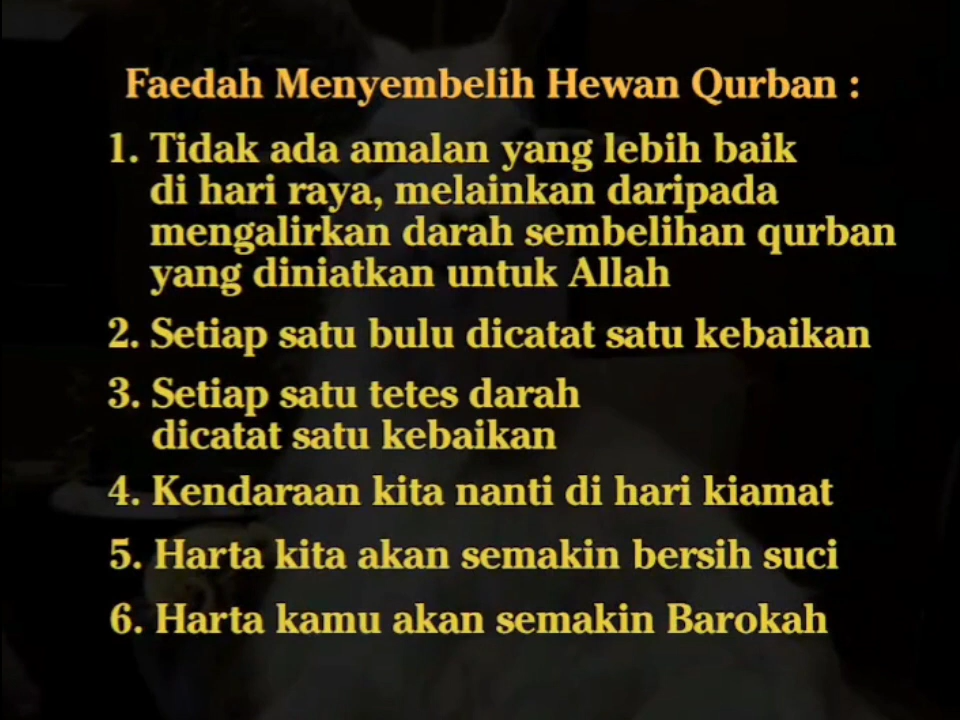 Faedah Menyembelih Hewan Qurban :
1. Tidak ada amalan yang lebih baik
di hari raya, melainkan daripada
mengalirkan darah sembelihan qurban
yang diniatkan untuk Allah
2. Setiap satu bulu dicatat satu kebaikan
3. Setiap satu tetes darah
dicatat satu kebaikan
4. Kendaraan kita nanti di hari kiamat
5. Harta kita akan semakin bersih suci
6. Harta kamu akan semakin Barokah